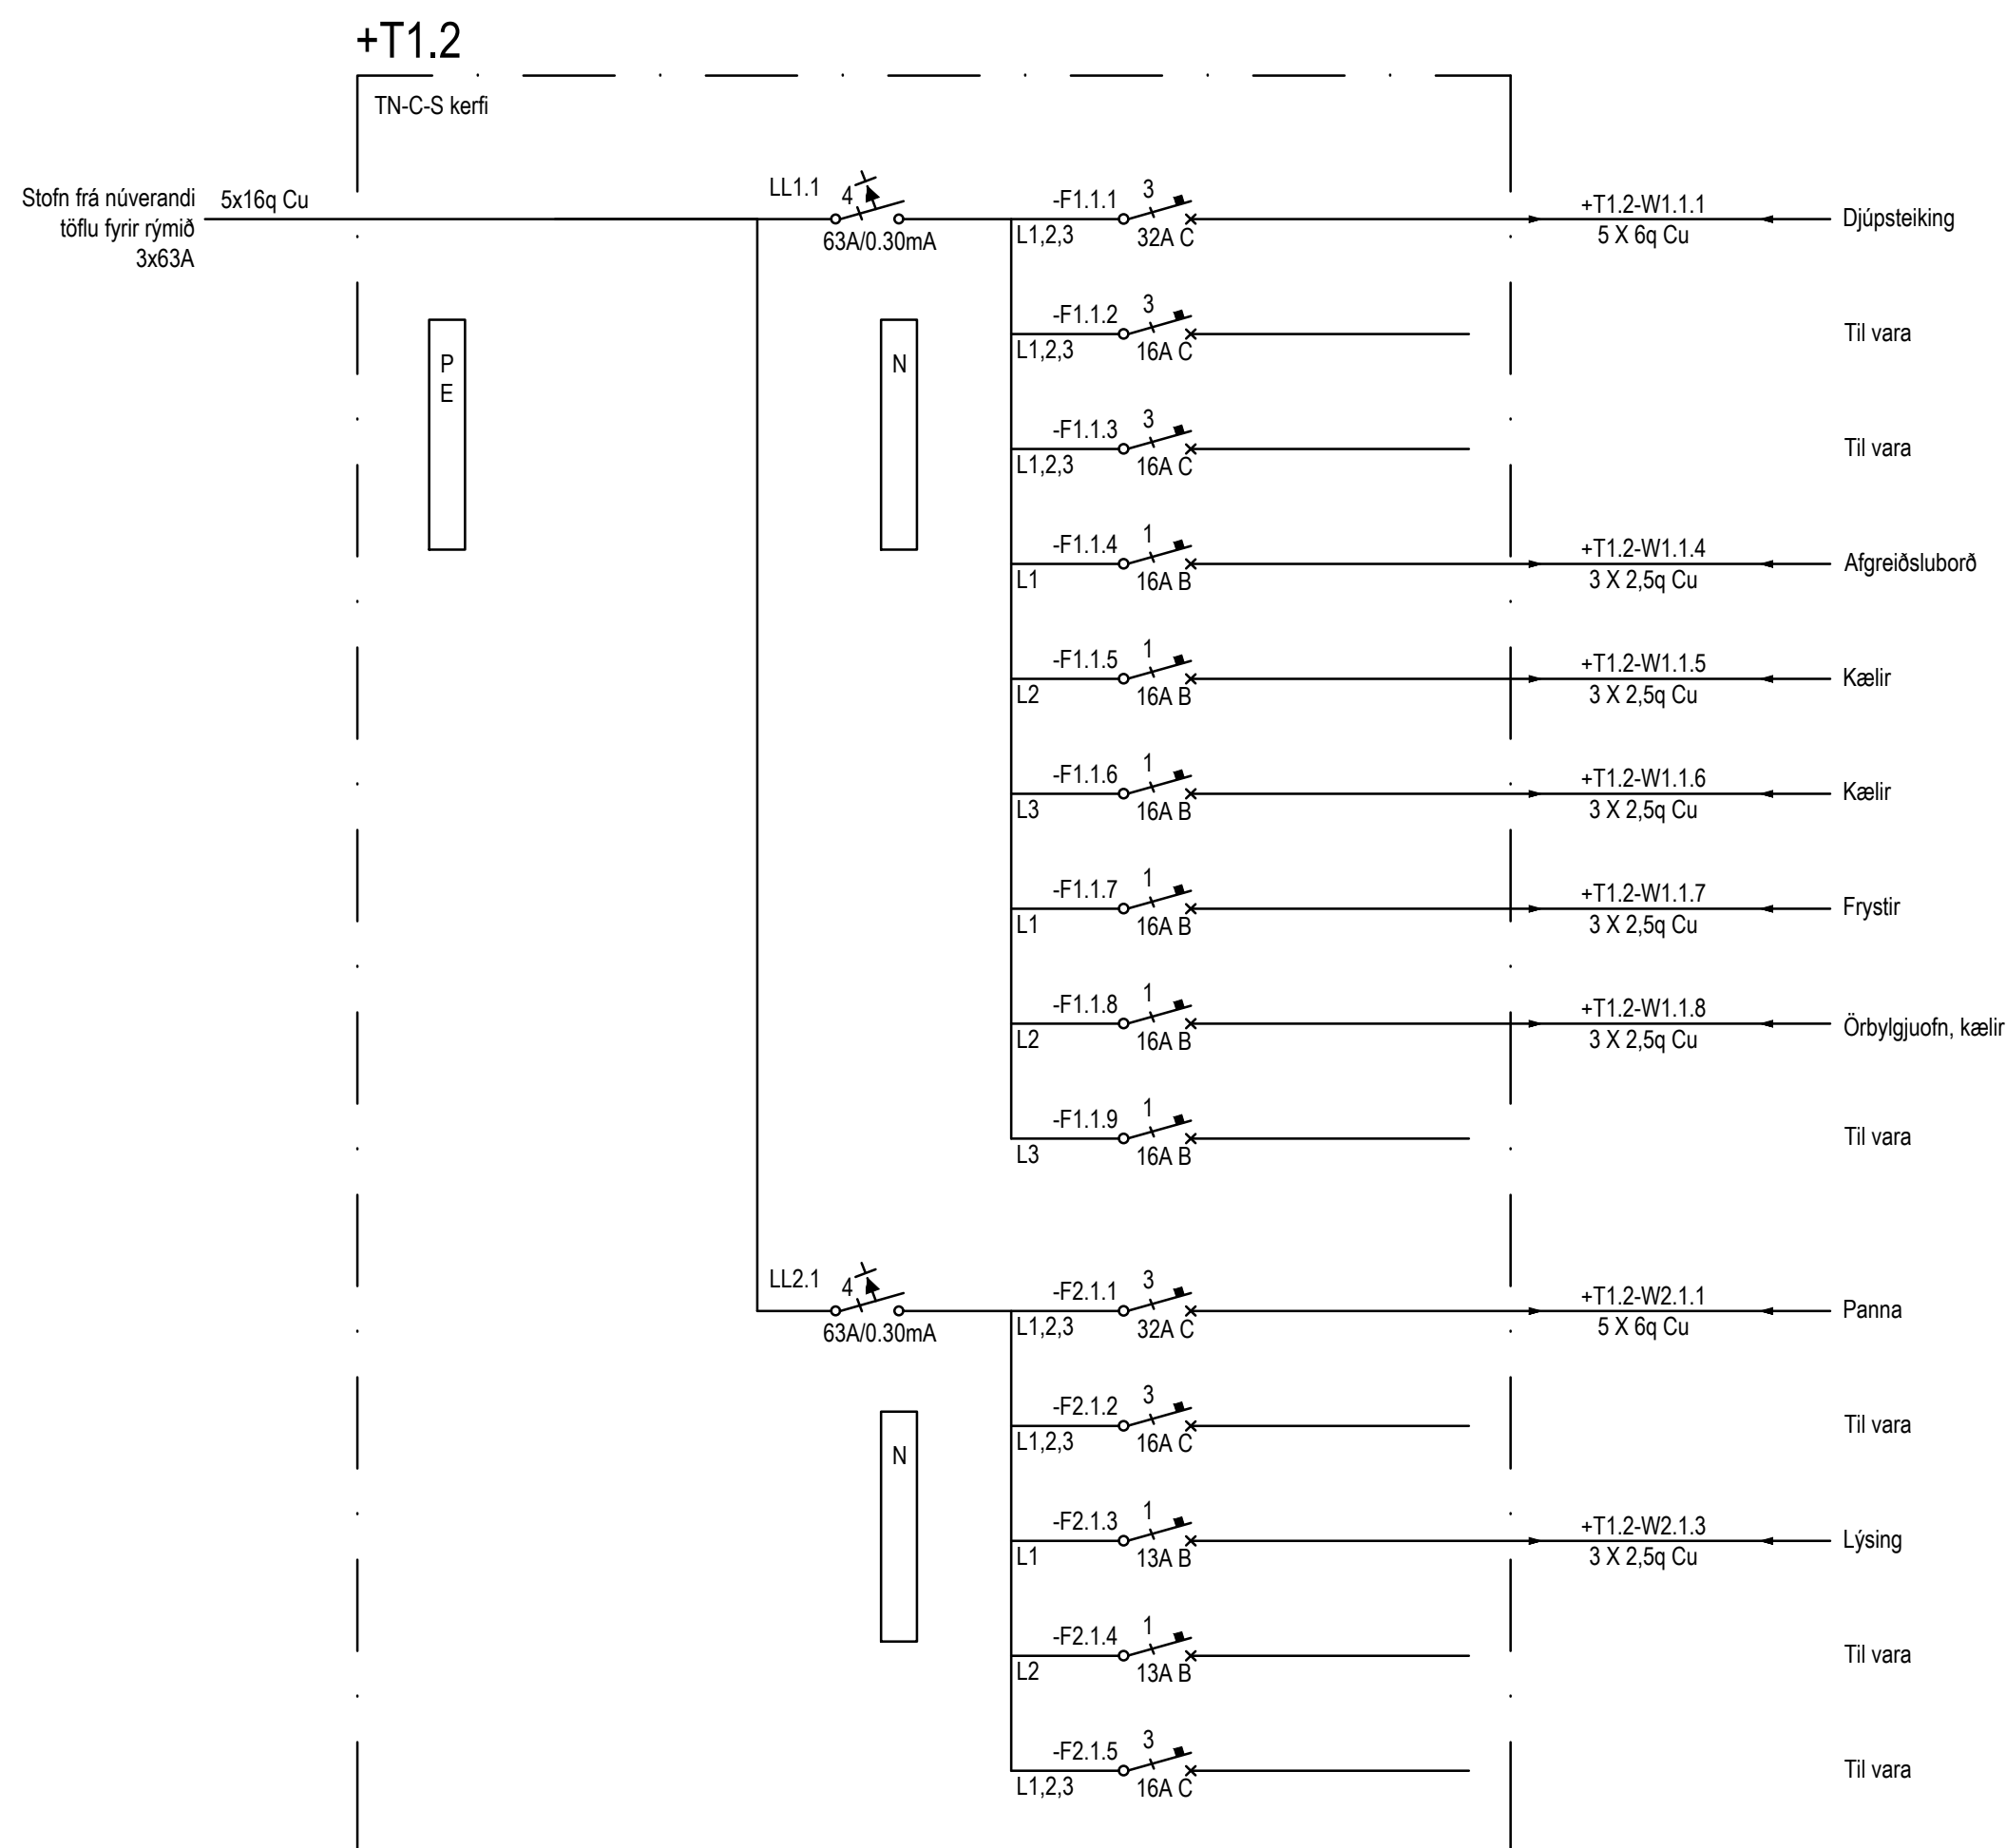 +T1.2
TN-C-S kerfi
Stofn frá núverandi
töflu fyrir rýmið
3x63A
5x16q Cu
P
E
LL1.1
4
63A/0.30mA
N
-F1.1.1
3
L1,2,3
32A C
+T1.2-W1.1.1
5 X 6q Cu
Djúpsteiking
-F1.1.2
3
L1,2,3
16A C
Til vara
-F1.1.3
3
L1,2,3
16A C
Til vara
-F1.1.4
1
L1
16A B
+T1.2-W1.1.4
3 X 2,5q Cu
Afgreiðsluborð
-F1.1.5
1
L2
16A B
+T1.2-W1.1.5
3 X 2,5q Cu
Kælir
-F1.1.6
1
L3
16A B
+T1.2-W1.1.6
3 X 2,5q Cu
Kælir
-F1.1.7
1
L1
16A B
+T1.2-W1.1.7
3 X 2,5q Cu
Frystir
-F1.1.8
1
L2
16A B
+T1.2-W1.1.8
3 X 2,5q Cu
Örbylgjuofn, kælir
-F1.1.9
1
L3
16A B
Til vara
LL2.1
4
63A/0.30mA
N
-F2.1.1
3
L1,2,3
32A C
+T1.2-W2.1.1
5 X 6q Cu
Panna
-F2.1.2
3
L1,2,3
16A C
Til vara
-F2.1.3
1
L1
13A B
+T1.2-W2.1.3
3 X 2,5q Cu
Lýsing
-F2.1.4
1
L2
13A B
Til vara
-F2.1.5
3
L1,2,3
16A C
Til vara